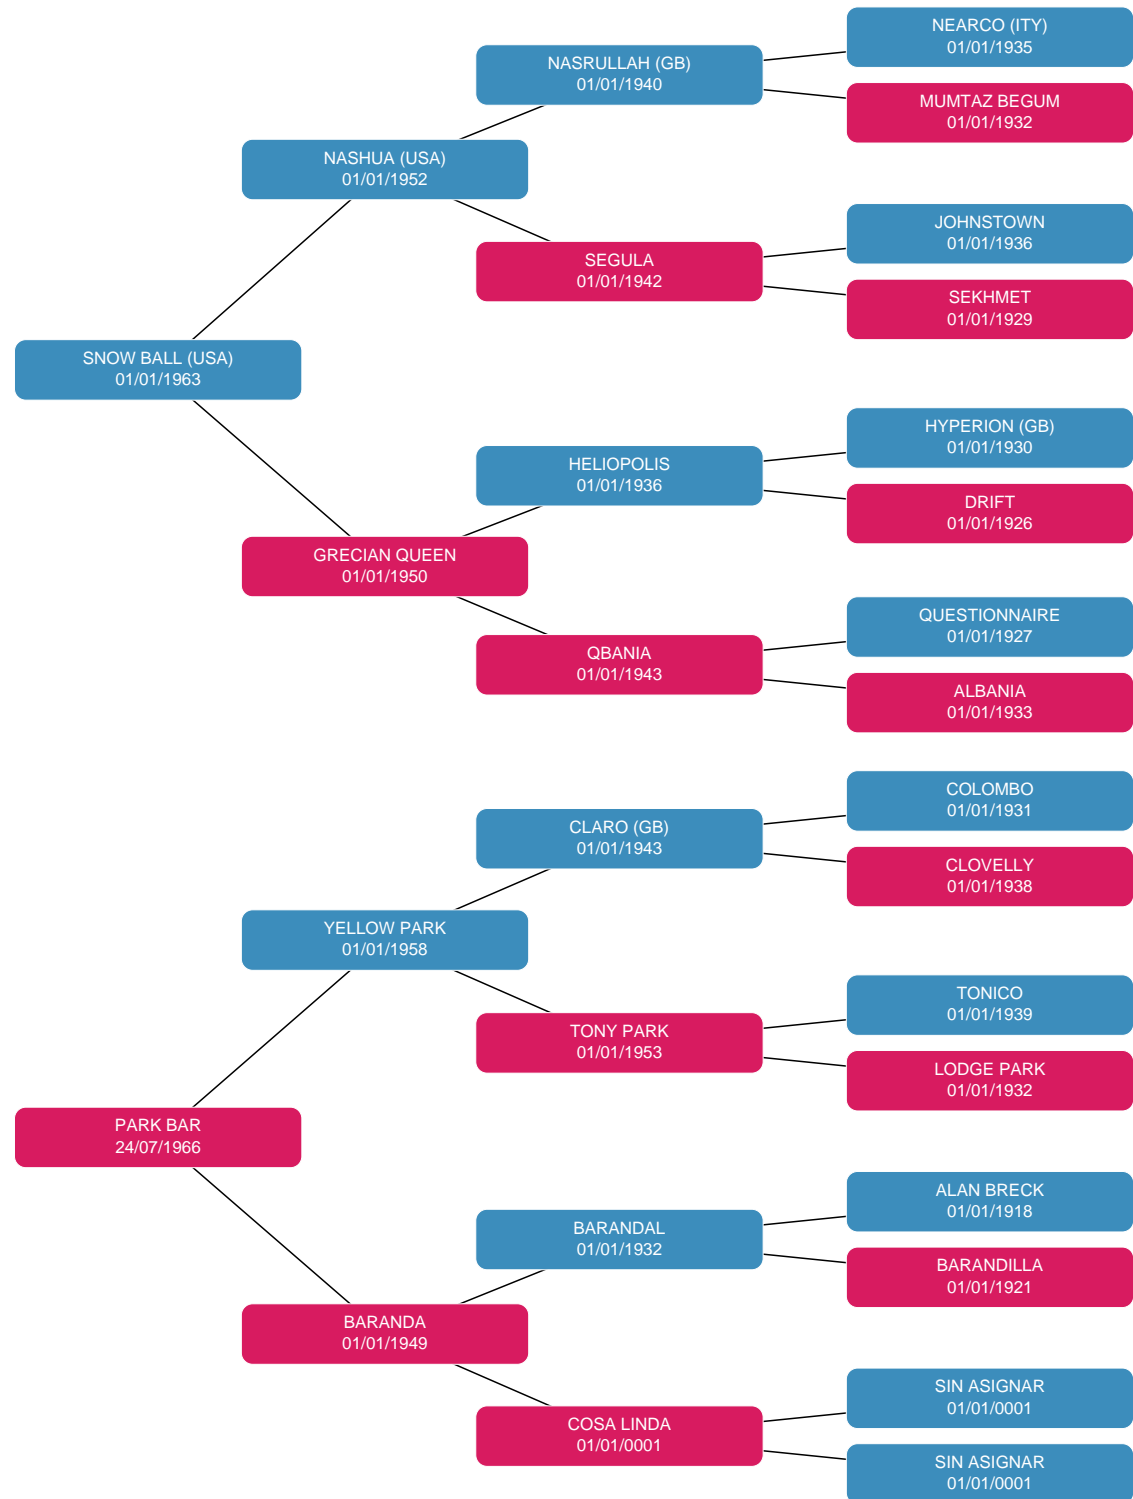 NEARCO (ITY)
01/01/1935
NASRULLAH (GB)
01/01/1940
MUMTAZ BEGUM
01/01/1932
NASHUA (USA)
01/01/1952
JOHNSTOWN
01/01/1936
SEGULA
01/01/1942
SEKHMET
01/01/1929
SNOW BALL (USA)
01/01/1963
HYPERION (GB)
01/01/1930
HELIOPOLIS
01/01/1936
DRIFT
01/01/1926
GRECIAN QUEEN
01/01/1950
QUESTIONNAIRE
01/01/1927
QBANIA
01/01/1943
ALBANIA
01/01/1933
COLOMBO
01/01/1931
CLARO (GB)
01/01/1943
CLOVELLY
01/01/1938
YELLOW PARK
01/01/1958
TONICO
01/01/1939
TONY PARK
01/01/1953
LODGE PARK
01/01/1932
PARK BAR
24/07/1966
ALAN BRECK
01/01/1918
BARANDAL
01/01/1932
BARANDILLA
01/01/1921
BARANDA
01/01/1949
SIN ASIGNAR
01/01/0001
COSA LINDA
01/01/0001
SIN ASIGNAR
01/01/0001